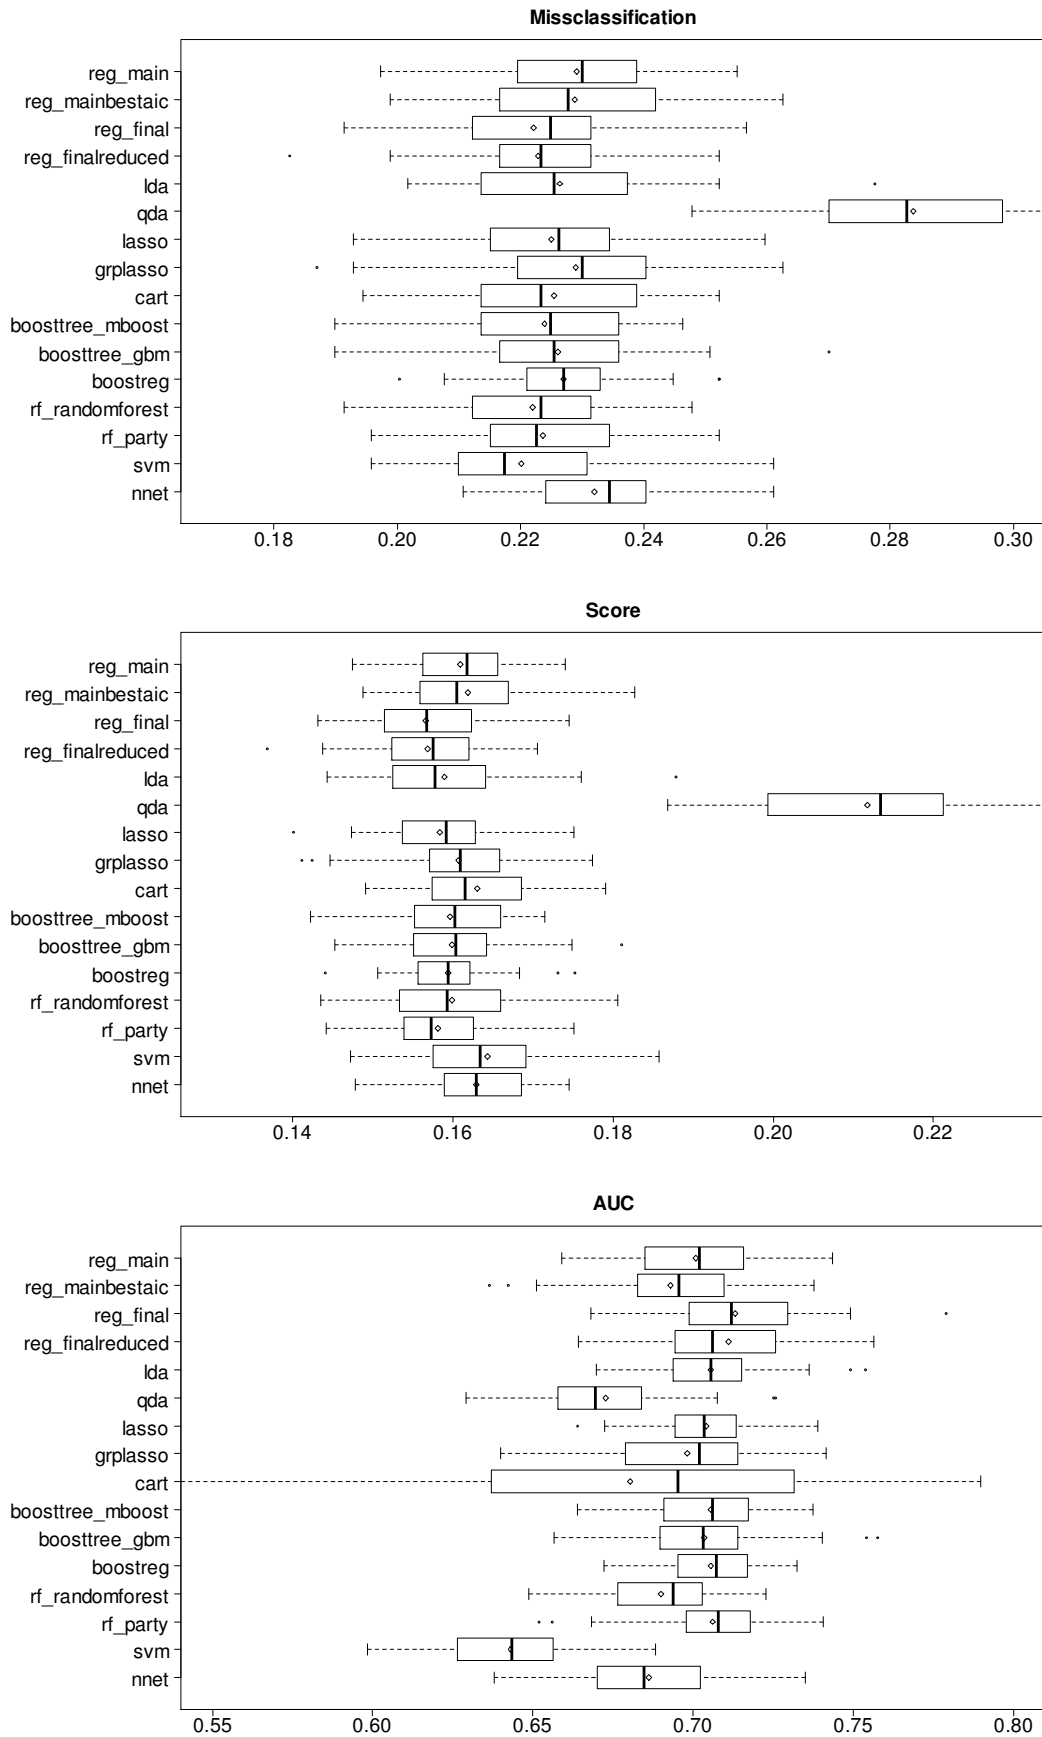 Missclassification
reg_main
reg_mainbestaic
reg_final
reg_finalreduced
lda
qda
lasso
grplasso
cart
boosttree_mboost
boosttree_gbm
boostreg
rf_randomforest
rf_party
svm
nnet
0.18 0.20 0.22 0.24 0.26 0.28 0.30
Score
reg_main
reg_mainbestaic
reg_final
reg_finalreduced
lda
qda
lasso
grplasso
cart
boosttree_mboost
boosttree_gbm
boostreg
rf_randomforest
rf_party
svm
nnet
0.14 0.16 0.18 0.20 0.22
AUC
reg_main
reg_mainbestaic
reg_final
reg_finalreduced
lda
qda
lasso
grplasso
cart
boosttree_mboost
boosttree_gbm
boostreg
rf_randomforest
rf_party
svm
nnet
0.55 0.60 0.65 0.70 0.75 0.80